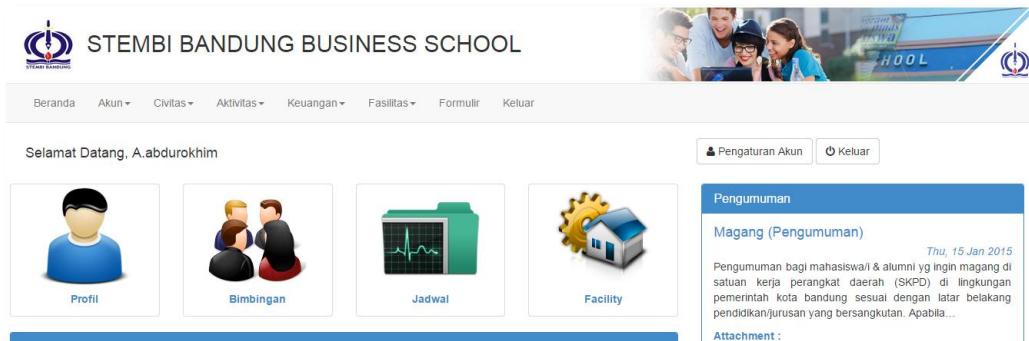 STEMBI BANDUNG
STEMBI BANDUNG BUSINESS SCHOOL
HOOL
Beranda Akun Civitas Aktivitas Keuangan Fasilitas Formulir Keluar
Selamat Datang, A.abdurokhim
Pengaturan Akun Keluar
Profil
Bimbingan
Jadwal
Facility
Pengumuman
Magang (Pengumuman)
Thu, 15 Jan 2015
Pengumuman bagi mahasiswa/i & alumni yg ingin magang di
satuan kerja perangkat daerah (SKPD) di lingkungan
pemerintah kota bandung sesuai dengan latar belakang
pendidikan/jurusan yang bersangkutan. Apabila...
Attachment :